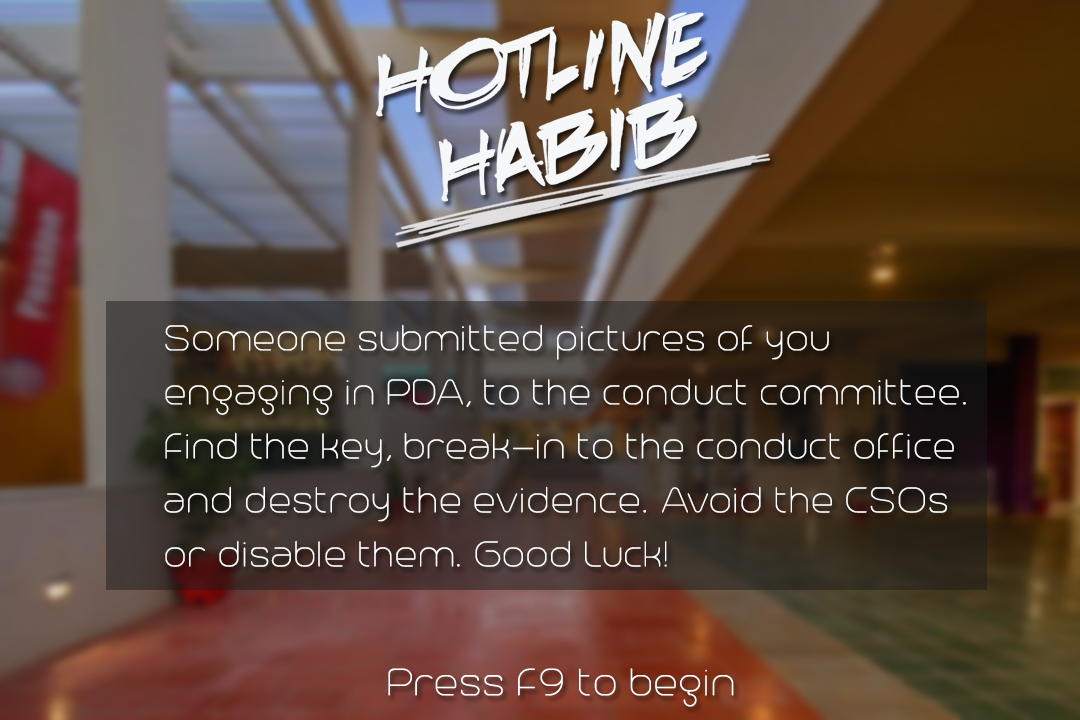 HOTLINE
HABIB
Passion
Someone submitted pictures of you
engaging in PDA, to the conduct committee.
Find the key, break-in to the conduct office
and destroy the evidence. Avoid the CSOs
or disable them. Good Luck!
Press F9 to begin